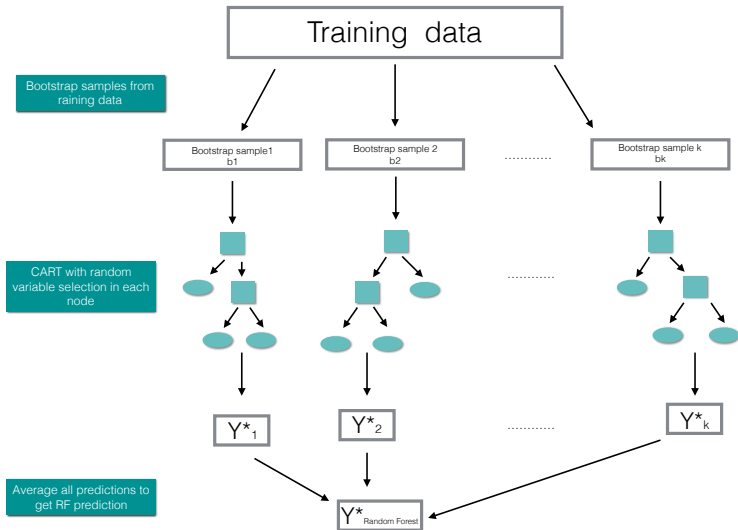 Training data
Bootstrap samples from
raining data
Bootstrap sample1
b1
Bootstrap sample 2
b2
............
Bootstrap sample k
bk
CART with random
variable selection in each
node
............
Y*1
Y*2
............
Y*k
Average all predictions to
get RF prediction
Y* Random Forest